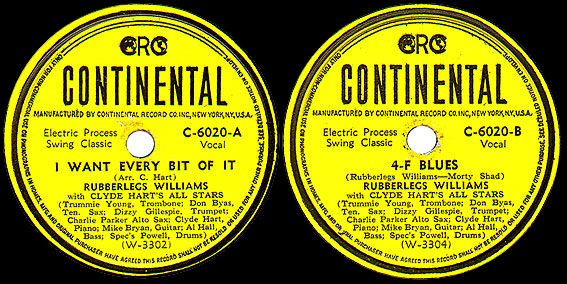 CRC
CONTINENTAL
MANUFACTURED BY CONTINENTAL RECORD CO. INC., NEW YORK, N.Y., U.S.A.
Electric Process
Swing Classic
C-6020-A
Vocal
I WANT EVERY BIT OF IT
(Arr. C. Hart)
RUBBERLEGS WILLIAMS
with CLYDE HART'S ALL STARS
(Trummie Young, Trombone; Don Byas,
Ten. Sax; Dizzy Gillespie, Trumpet;
Charlie Parker Alto Sax; Clyde Hart,
Piano; Mike Bryan, Guitar; Al Hall,
Bass; Spec's Powell, Drums)
(W-3302)
CRC
CONTINENTAL
MANUFACTURED BY CONTINENTAL RECORD CO. INC., NEW YORK, N.Y., U.S.A.
Electric Process
Swing Classic
C-6020-B
Vocal
4-F BLUES
(Rubberlegs Williams—Morty Shad)
RUBBERLEGS WILLIAMS
with CLYDE HART'S ALL STARS
(Trummie Young, Trombone; Don Byas,
Ten. Sax; Dizzy Gillespie, Trumpet;
Charlie Parker Alto Sax; Clyde Hart,
Piano; Mike Bryan, Guitar; Al Hall,
Bass; Spec's Powell, Drums)
(W-3304)